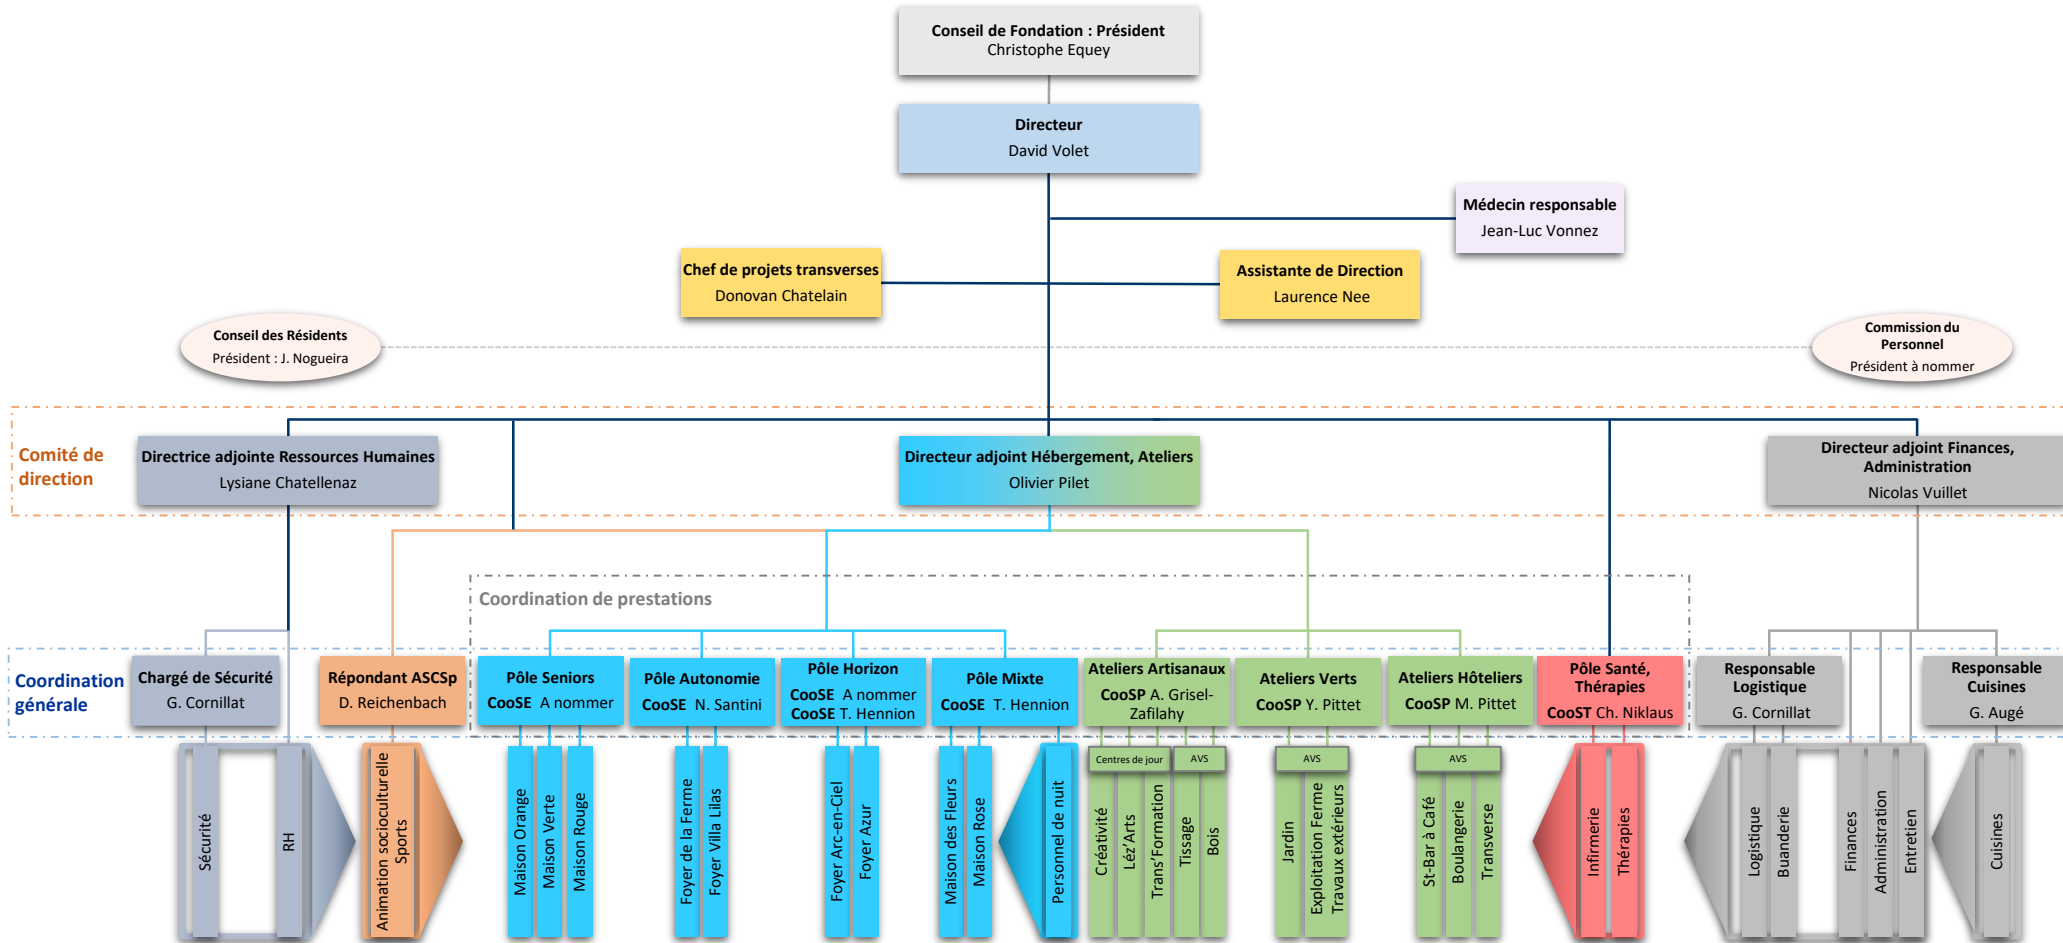 Conseil de Fondation : Président
Christophe Equey
Directeur
David Volet
Médecin responsable
Jean-Luc Vonnez
Chef de projets transverses
Donovan Chatelain
Assistante de Direction
Laurence Nee
Conseil des Résidents
Président : J. Nogueira
Commission du
Personnel
Président à nommer
Comité de
direction
Directrice adjointe Ressources Humaines
Lysiane Chatellenaz
Directeur adjoint Hébergement, Ateliers
Olivier Pilet
Directeur adjoint Finances,
Administration
Nicolas Vuillet
Coordination de prestations
Coordination
générale
Chargé de Sécurité
G. Cornillat
Répondant ASCSp
D. Reichenbach
Pôle Seniors
CooSE A nommer
Pôle Autonomie
CooSE N. Santini
Pôle Horizon
CooSE A nommer
CooSE T. Hennion
Pôle Mixte
CooSE T. Hennion
Ateliers Artisanaux
CooSP A. Grisel-
Zafilahy
Ateliers Verts
CooSP Y. Pittet
Ateliers Hôteliers
CooSP M. Pittet
Pôle Santé,
Thérapies
CooST Ch. Niklaus
Responsable
Logistique
G. Cornillat
Responsable
Cuisines
G. Augé
Sécurité
RH
Animation socioculturelle
Sports
Maison Orange
Maison Verte
Maison Rouge
Foyer de la Ferme
Foyer Villa Lilas
Foyer Arc-en-Ciel
Foyer Azur
Maison des Fleurs
Maison Rose
Personnel de nuit
Centres de jour
AVS
Créativité
Léz'Arts
Trans'Formation
Tissage
Bois
AVS
Jardin
Exploitation Ferme
Travaux extérieurs
AVS
St-Bar à Café
Boulangerie
Transverse
Infirmerie
Thérapies
Logistique
Buanderie
Finances
Administration
Entretien
Cuisines